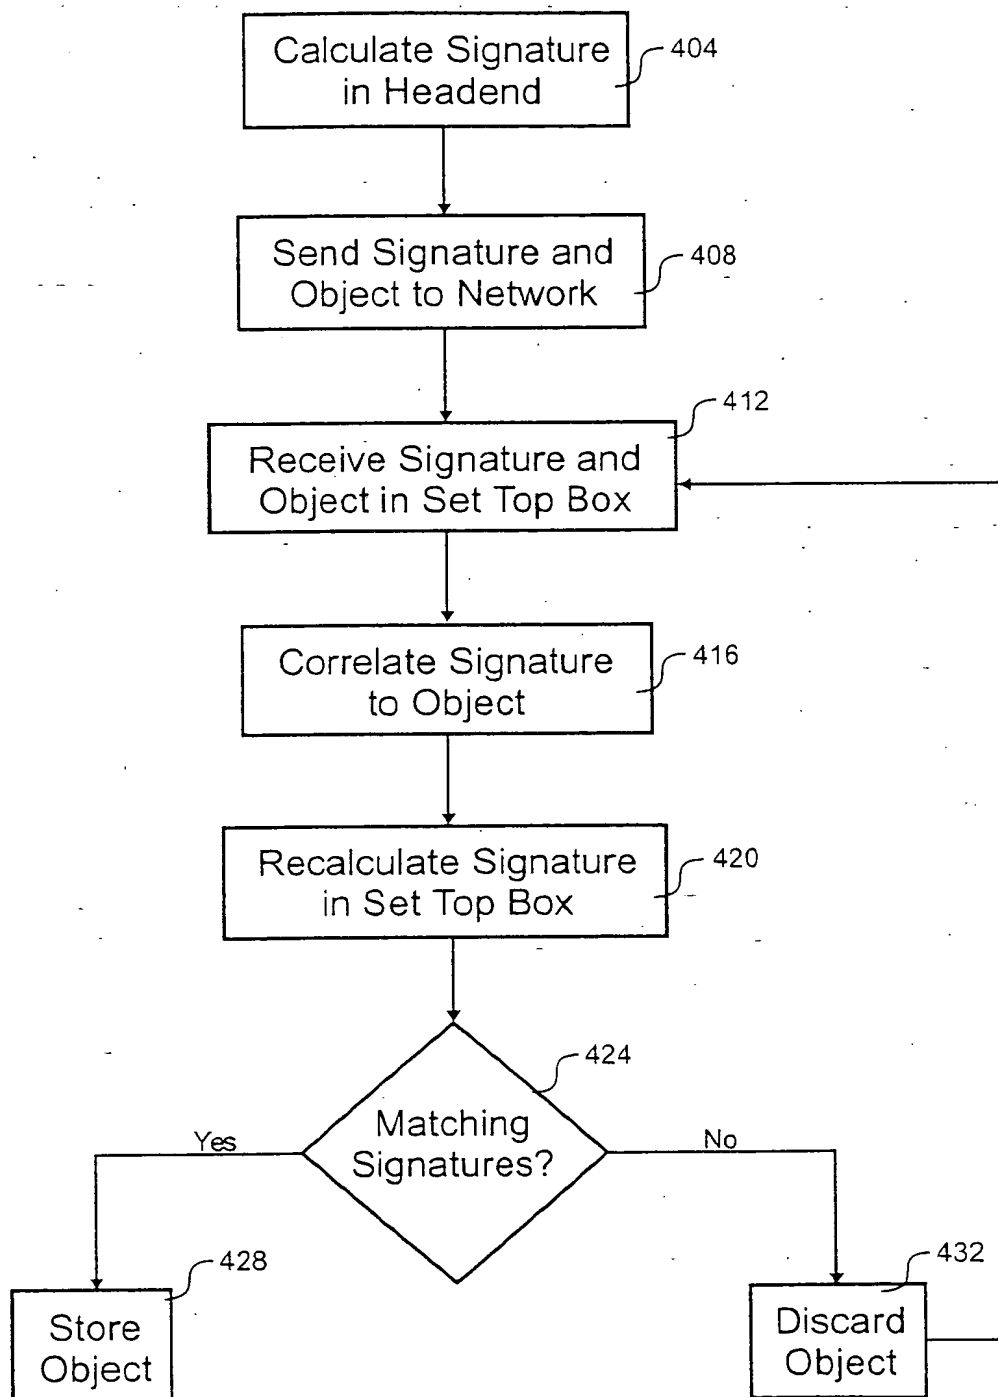 Calculate Signature
in Headend
404
Send Signature and
Object to Network
408
412
Receive Signature and
Object in Set Top Box
Correlate Signature
to Object
416
Recalculate Signature
in Set Top Box
420
424
Matching
Signatures?
Yes
No
428
Store
Object
432
Discard
Object